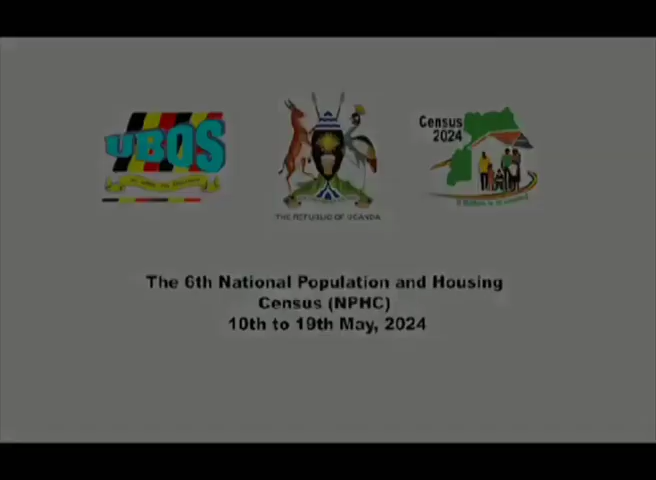 UBOS
Census
2024
THE REPUBLIC OF UGANDA
The 6th National Population and Housing
Census (NPHC)
10th to 19th May, 2024